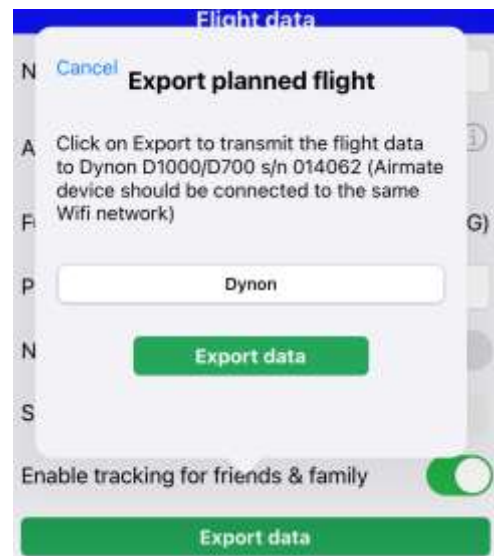 Flight data
Cancel
Export planned flight
N
A
Click on Export to transmit the flight data
to Dynon D1000/D700 s/n 014062 (Airmate
device should be connected to the same
Wifi network)
F
G)
P
Dynon
N
Export data
S
Enable tracking for friends & family
Export data